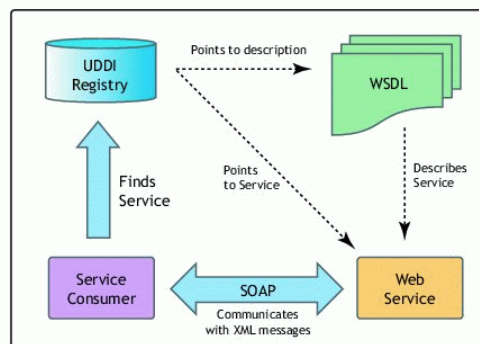 UDDI
Registry
Points to description
WSDL
Finds
Service
Points
to Service
Describes
Service
Service
Consumer
SOAP
Communicates
with XML messages
Web
Service